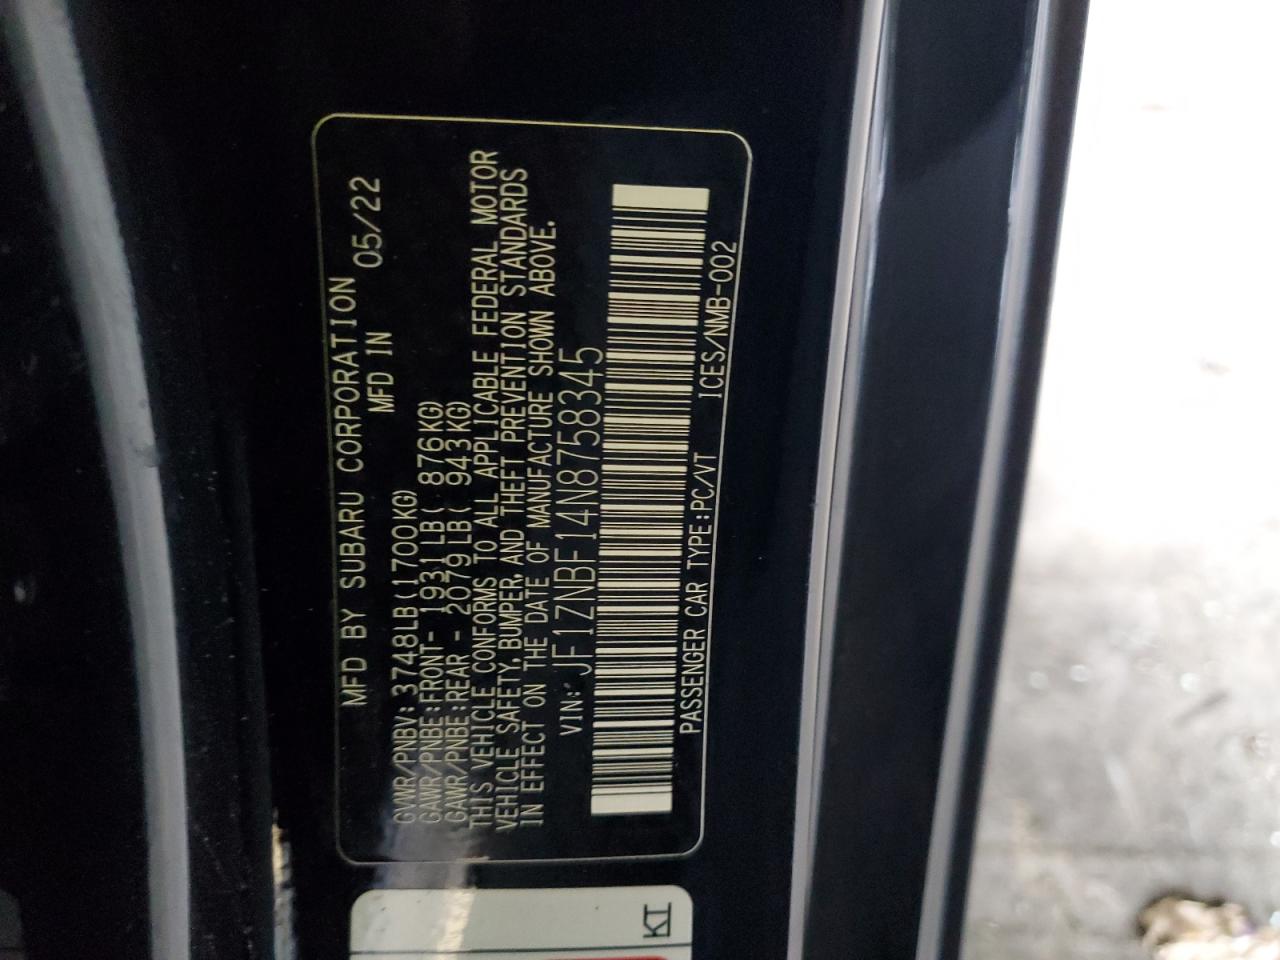 MFD BY SUBARU CORPORATION
MFD IN 05/22
GVWR/PNBV: 3748LB(1700KG)
GAWR/PNBE:FRONT- 1931LB( 876KG)
GAWR/PNBE:REAR - 2079LB( 943KG)
THIS VEHICLE CONFORMS TO ALL APPLICABLE FEDERAL MOTOR
VEHICLE SAFETY, BUMPER, AND THEFT PREVENTION STANDARDS
IN EFFECT ON THE DATE OF MANUFACTURE SHOWN ABOVE.
VIN: JF1ZNBF14N8758345
PASSENGER CAR TYPE:PC/VT ICES/NMB-002